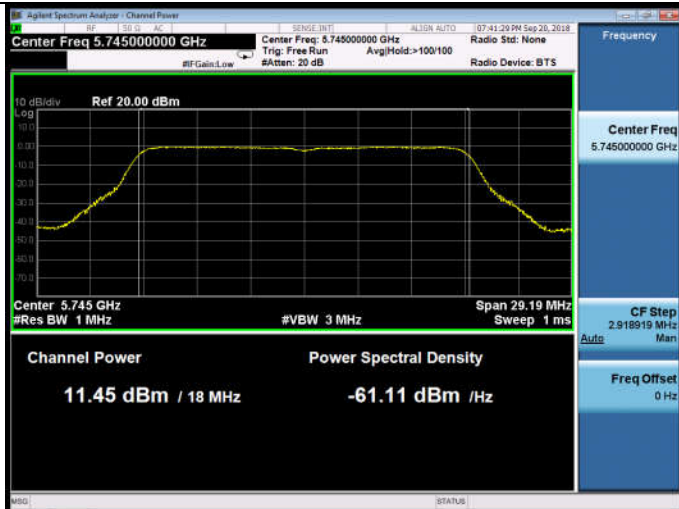 Agilent Spectrum Analyzer - Channel Power
RF 50 Ω AC SENSE:INT ALIGN AUTO 07:41:29 PM Sep 20, 2018
Center Freq 5.745000000 GHz Center Freq: 5.745000000 GHz Radio Std: None Frequency
Trig: Free Run Avg|Hold:>100/100
#IFGain:Low #Atten: 20 dB Radio Device: BTS
10 dB/div Ref 20.00 dBm
Log
10.0
0.00
-10.0
-20.0
-30.0
-40.0
-50.0
-60.0
-70.0
Center Freq
5.745000000 GHz
Center 5.745 GHz Span 29.19 MHz
#Res BW 1 MHz #VBW 3 MHz Sweep 1 ms
CF Step
2.918919 MHz
Auto Man
Channel Power Power Spectral Density
11.45 dBm / 18 MHz -61.11 dBm /Hz
Freq Offset
0 Hz
MSG STATUS